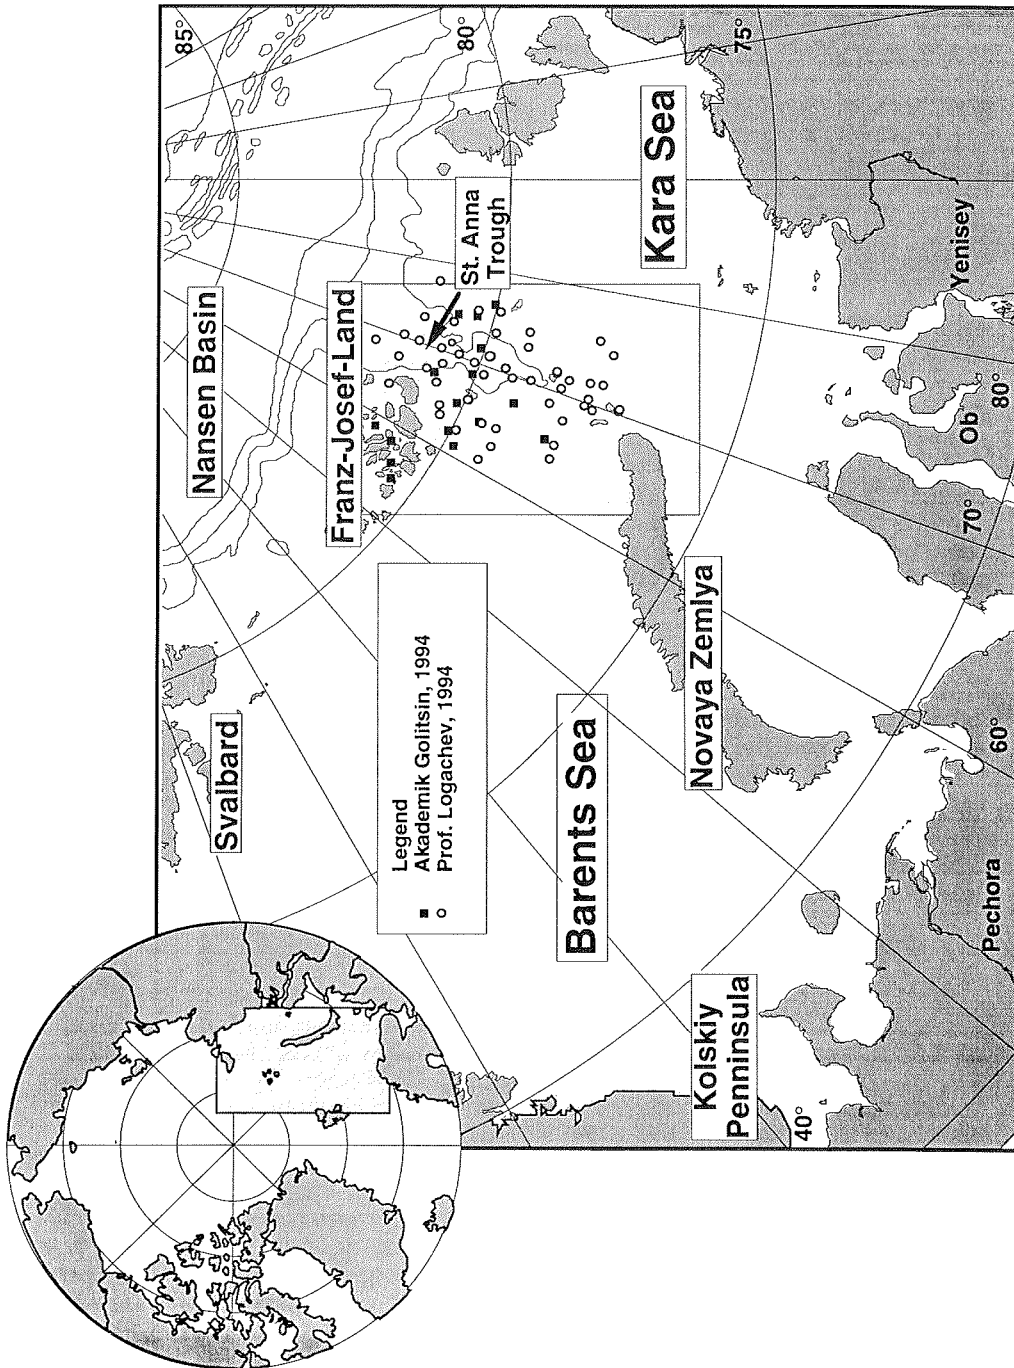 85°
80°
75°
Nansen Basin
Franz-Josef-Land
St. Anna
Trough
Kara Sea
Yenisey
Svalbard
Legend
Akademik Golitsin, 1994
Prof. Logachev, 1994
Barents Sea
Novaya Zemlya
Ob
80°
70°
60°
Kolskiy
Penninsula
Pechora
40°